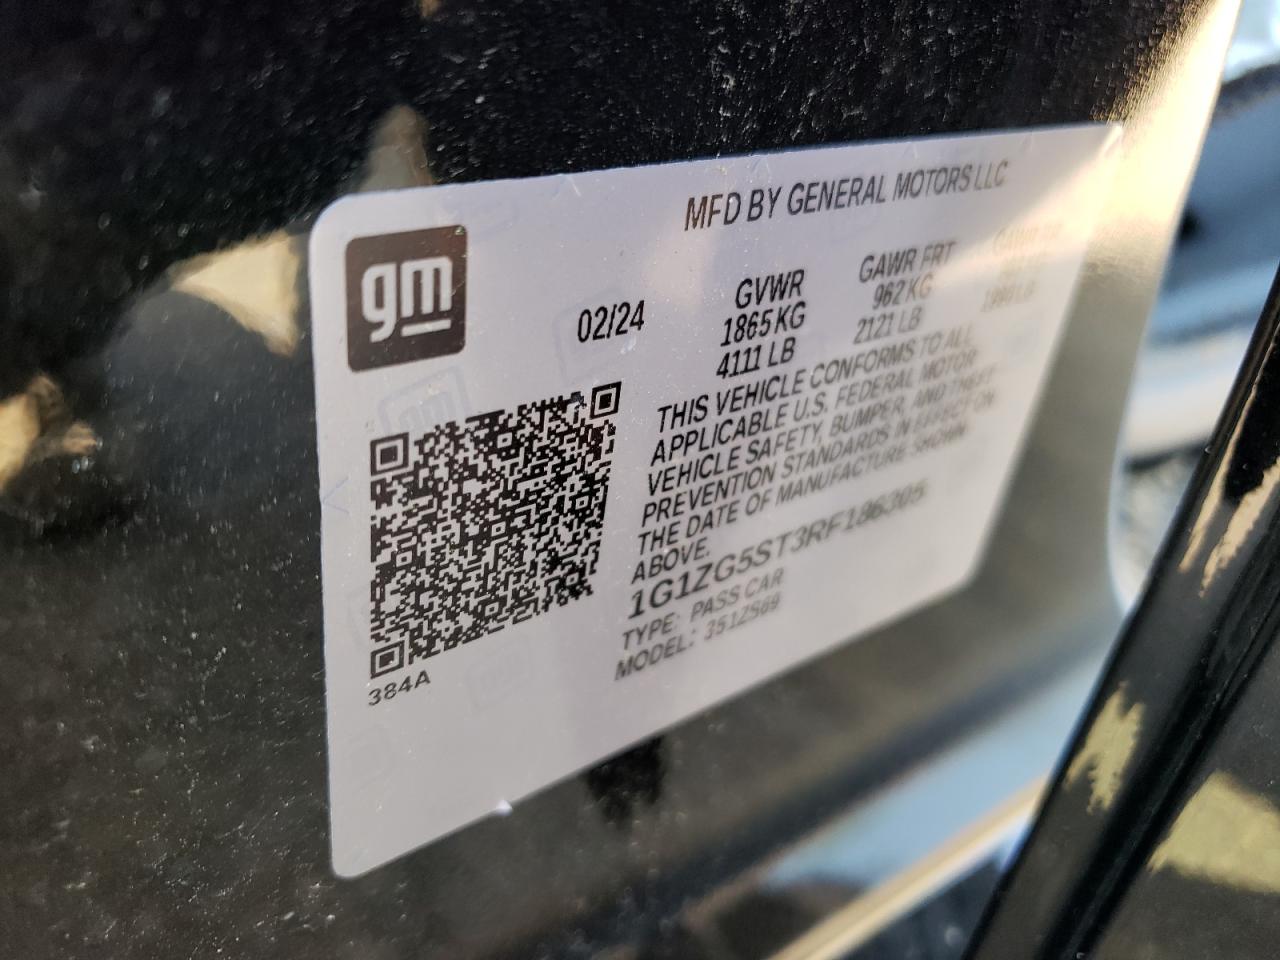 MFD BY GENERAL MOTORS LLC
gm
02/24
GVWR
1865 KG
4111 LB
GAWR FRT
962 KG
2121 LB
THIS VEHICLE CONFORMS TO ALL
APPLICABLE U.S. FEDERAL MOTOR
VEHICLE SAFETY, BUMPER, AND THEFT
PREVENTION STANDARDS IN EFFECT ON
THE DATE OF MANUFACTURE SHOWN
ABOVE.
1G1ZG5ST3RF186305
TYPE: PASS CAR
MODEL: 351ZS69
384A